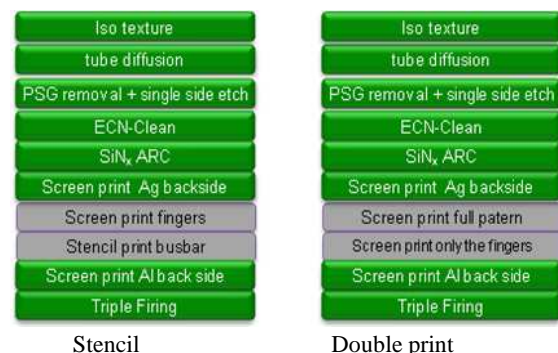 Iso texture
tube diffusion
PSG removal + single side etch
ECN-Clean
SiNx ARC
Screen print Ag backside
Screen print fingers
Stencil print busbar
Screen print Al back side
Triple Firing
Stencil
Iso texture
tube diffusion
PSG removal + single side etch
ECN-Clean
SiNx ARC
Screen print Ag backside
Screen print full patern
Screen print only the fingers
Screen print Al back side
Triple Firing
Double print